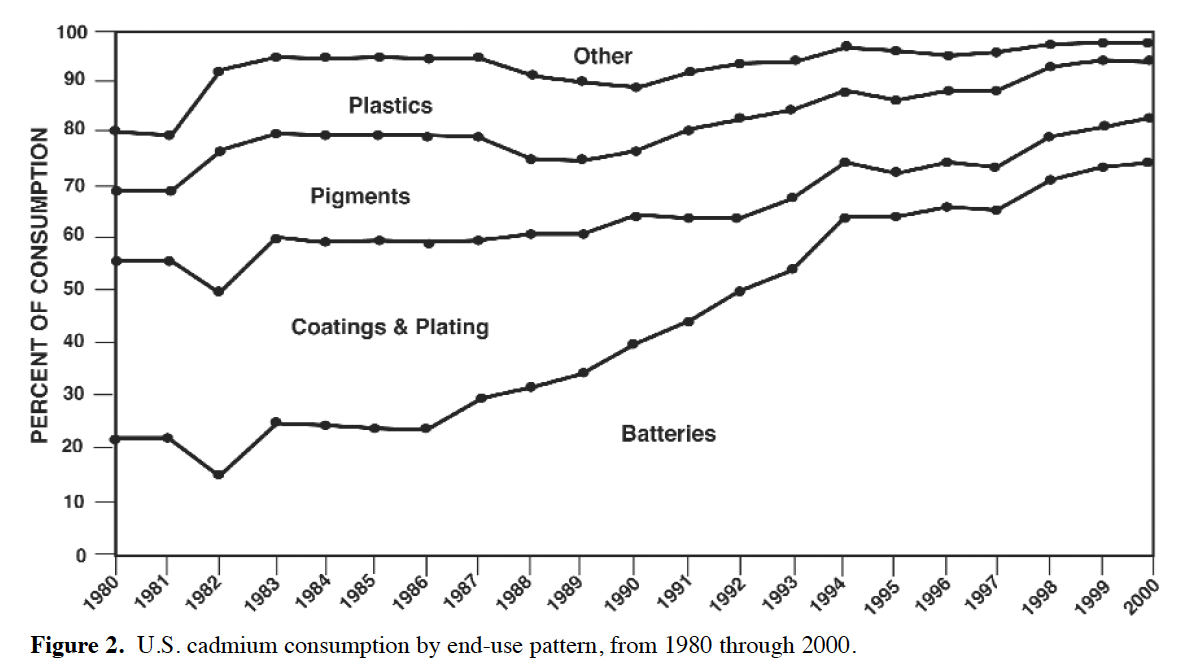 100
90
80
70
60
50
40
30
20
10
0
PERCENT OF CONSUMPTION
Other
Plastics
Pigments
Coatings & Plating
Batteries
1980 1981 1982 1983 1984 1985 1986 1987 1988 1989 1990 1991 1992 1993 1994 1995 1996 1997 1998 1999 2000
Figure 2. U.S. cadmium consumption by end-use pattern, from 1980 through 2000.